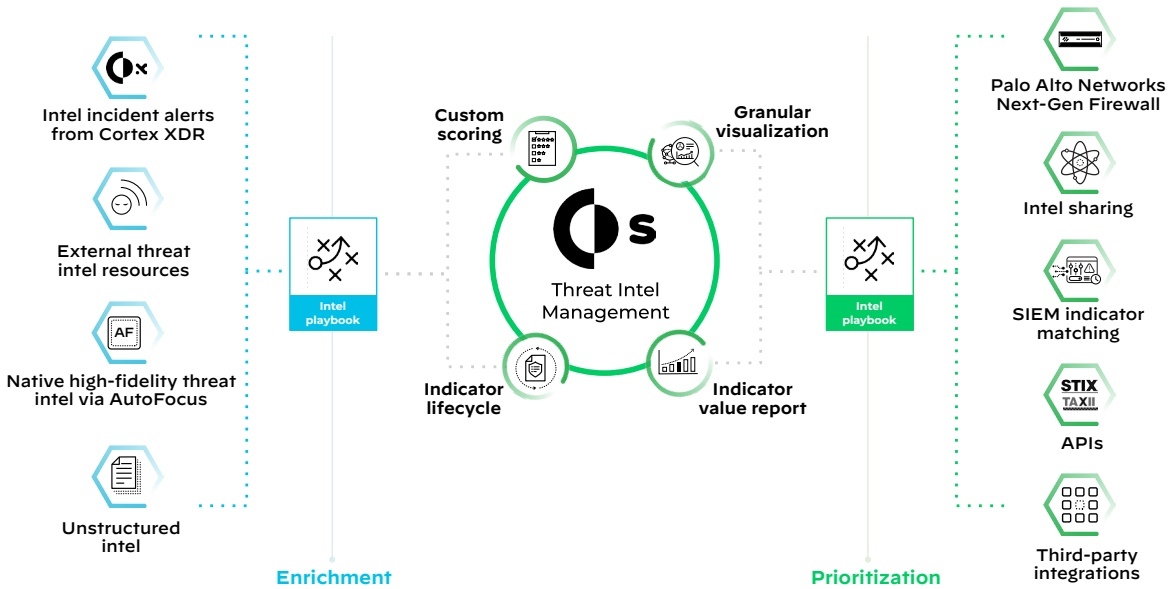 Intel incident alerts
from Cortex XDR
External threat
intel resources
AF
Native high-fidelity threat
intel via AutoFocus
Unstructured
intel
Intel
playbook
Enrichment
Custom
scoring
Granular
visualization
S
Threat Intel
Management
Indicator
lifecycle
Indicator
value report
Intel
playbook
Prioritization
Palo Alto Networks
Next-Gen Firewall
Intel sharing
SIEM indicator
matching
STIX
TAXII
APIs
Third-party
integrations